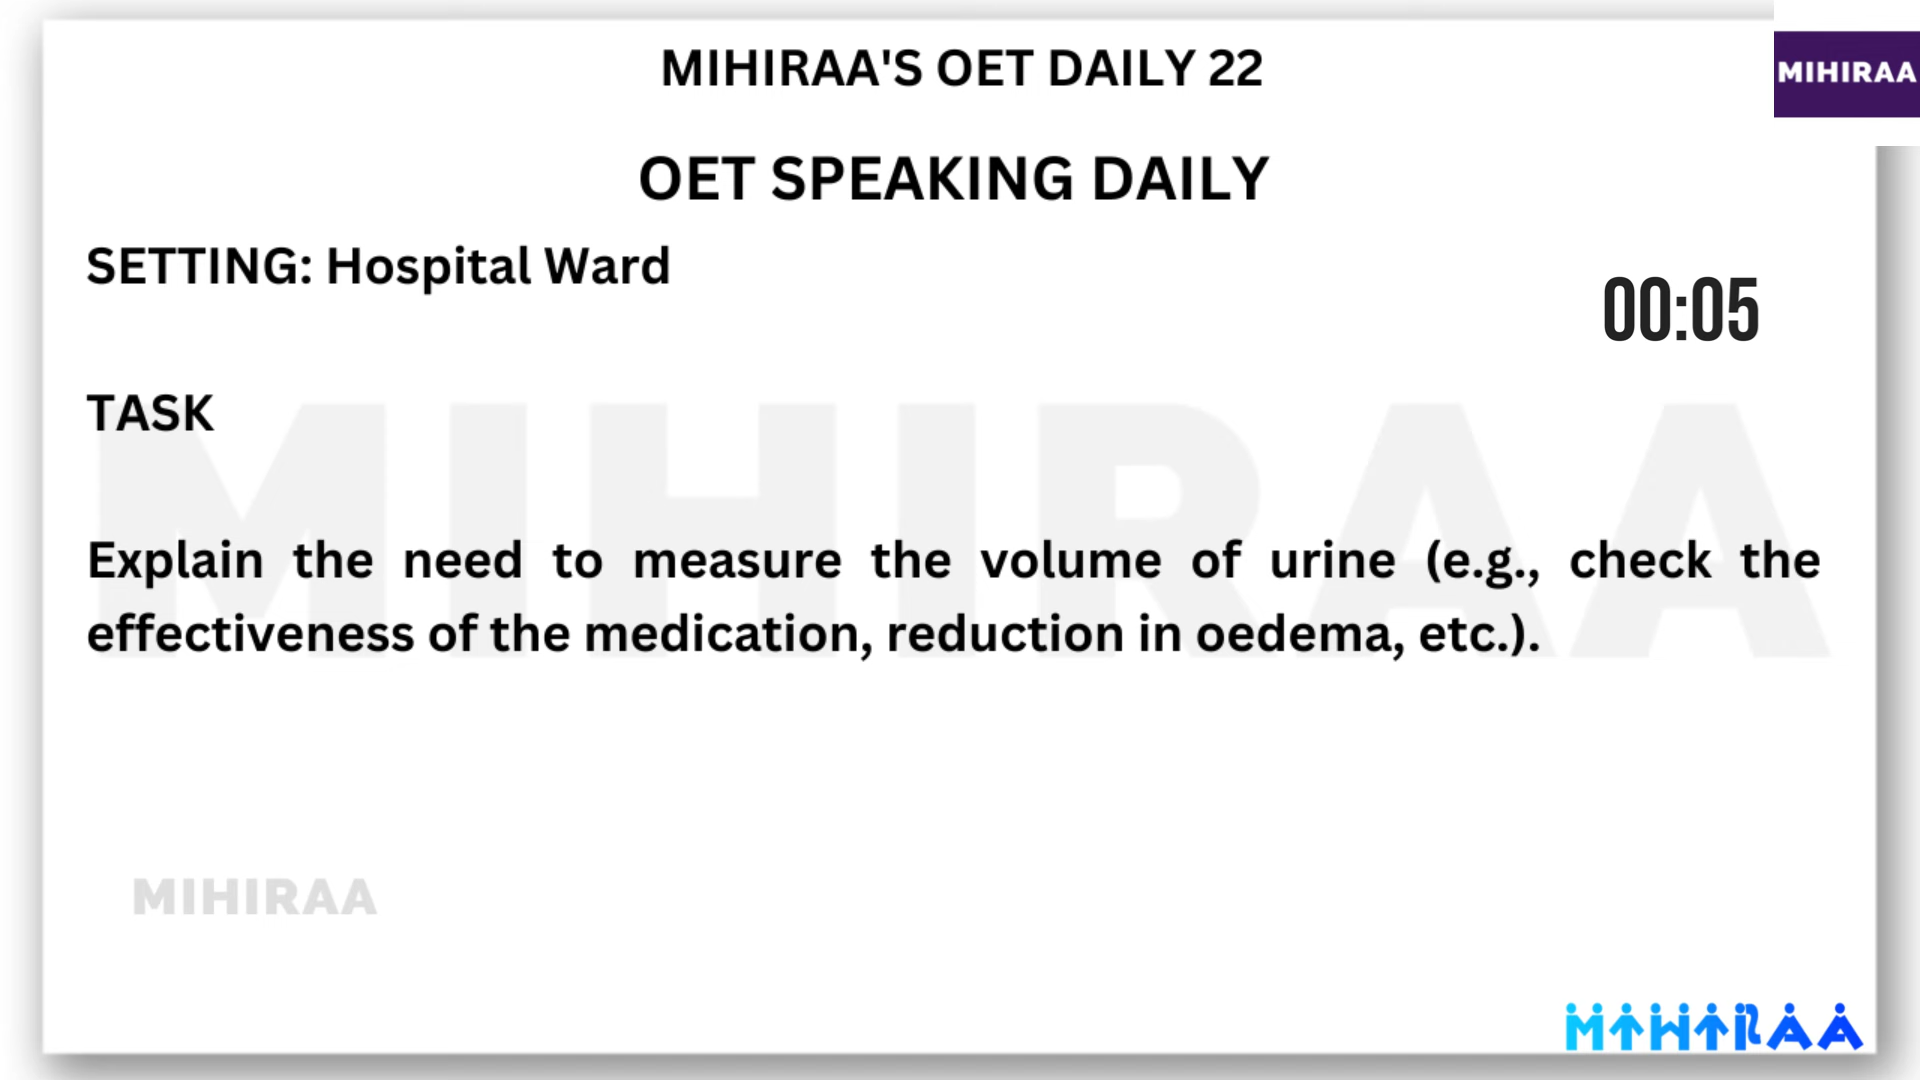 MIHIRAA'S OET DAILY 22
MIHIRAA
OET SPEAKING DAILY
SETTING: Hospital Ward
00:05
TASK
MIHIRAA
Explain the need to measure the volume of urine (e.g., check the
effectiveness of the medication, reduction in oedema, etc.).
MIHIRAA
MIHIRAA